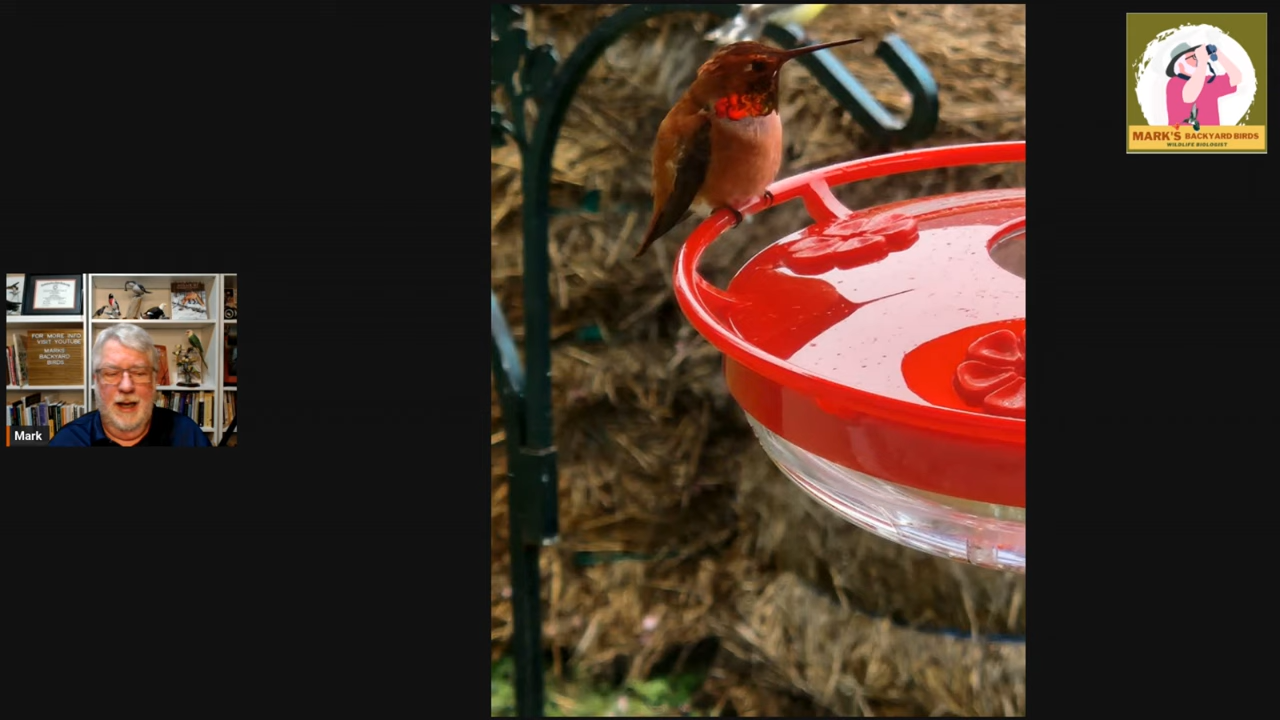 MARK'S BACKYARD BIRDS
WILDLIFE BIOLOGIST
FOR MORE INFO
VISIT YOUTUBE
MARKS
BACKYARD
BIRDS
Mark